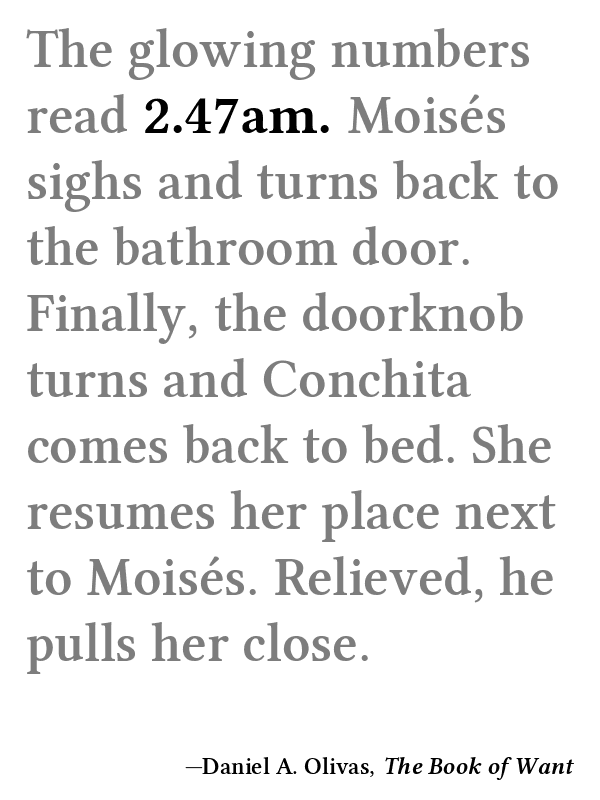 The glowing numbers
read 2.47am. Moisés
sighs and turns back to
the bathroom door.
Finally, the doorknob
turns and Conchita
comes back to bed. She
resumes her place next
to Moisés. Relieved, he
pulls her close.
—Daniel A. Olivas, The Book of Want